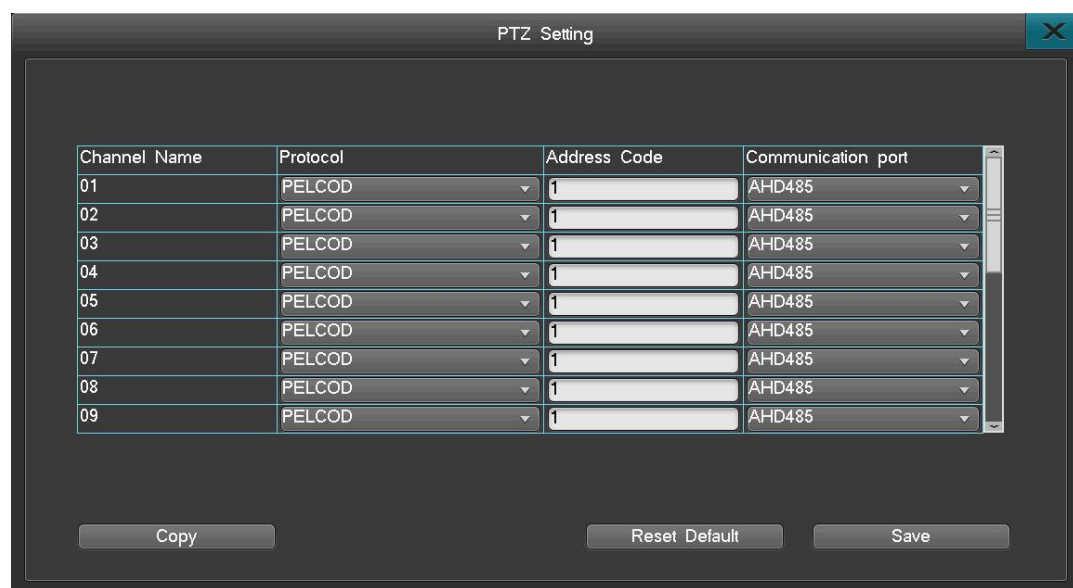 PTZ Setting
X
Channel Name Protocol Address Code Communication port
01 PELCOD 1 AHD485
02 PELCOD 1 AHD485
03 PELCOD 1 AHD485
04 PELCOD 1 AHD485
05 PELCOD 1 AHD485
06 PELCOD 1 AHD485
07 PELCOD 1 AHD485
08 PELCOD 1 AHD485
09 PELCOD 1 AHD485
Copy Reset Default Save